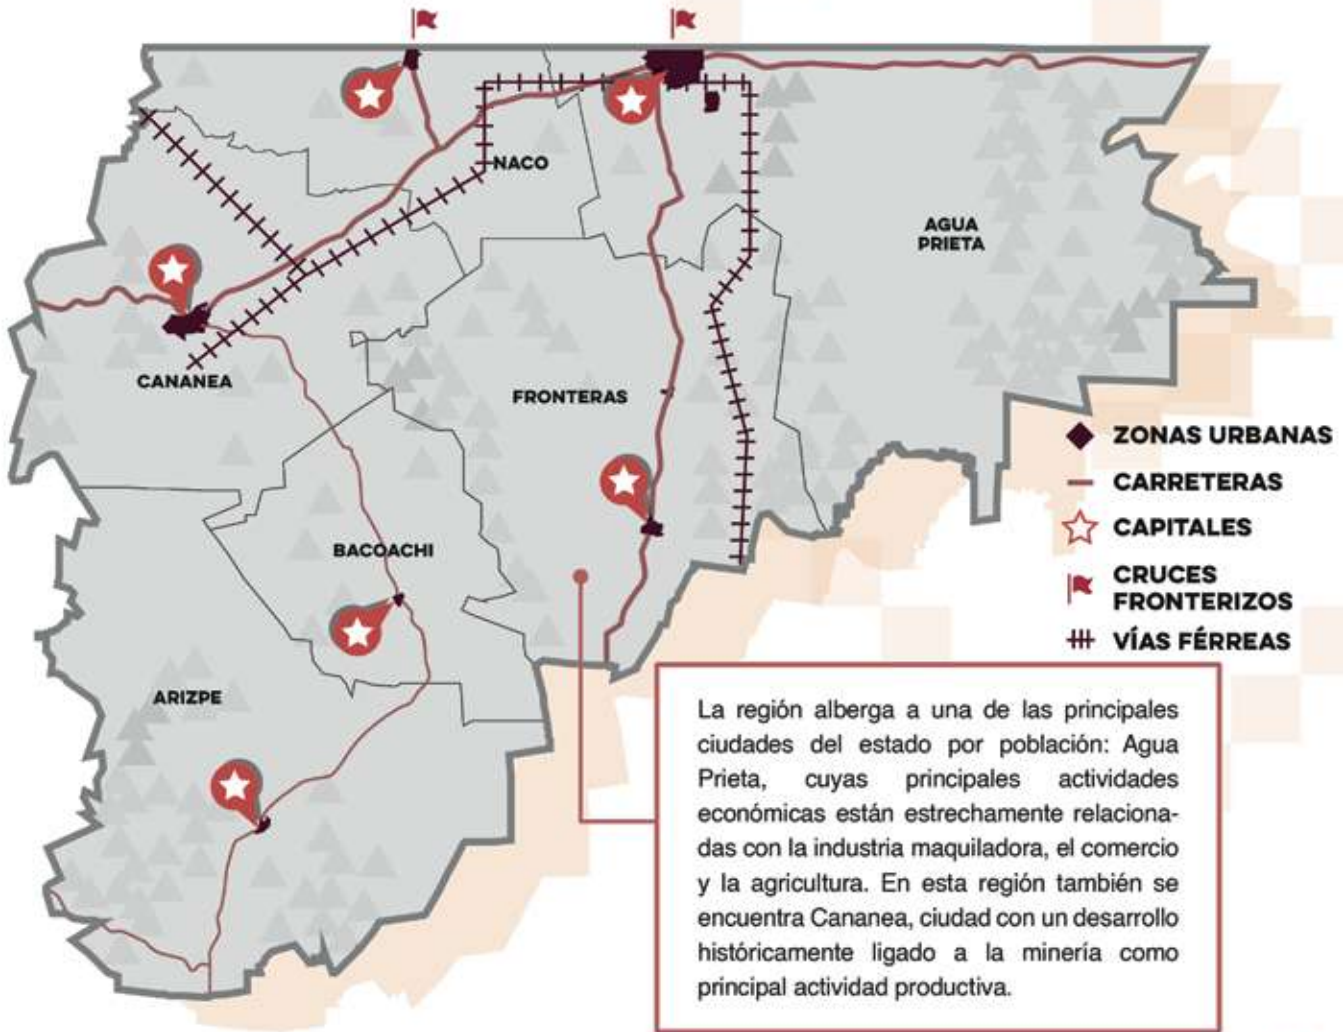 NACO
AGUA
PRIETA
CANANEA
FRONTERAS
ZONAS URBANAS
CARRETERAS
CAPITALES
CRUCES
FRONTERIZOS
VÍAS FÉRREAS
BACOACHI
ARIZPE
La región alberga a una de las principales
ciudades del estado por población: Agua
Prieta, cuyas principales actividades
económicas están estrechamente relaciona-
das con la industria maquiladora, el comercio
y la agricultura. En esta región también se
encuentra Cananea, ciudad con un desarrollo
históricamente ligado a la minería como
principal actividad productiva.